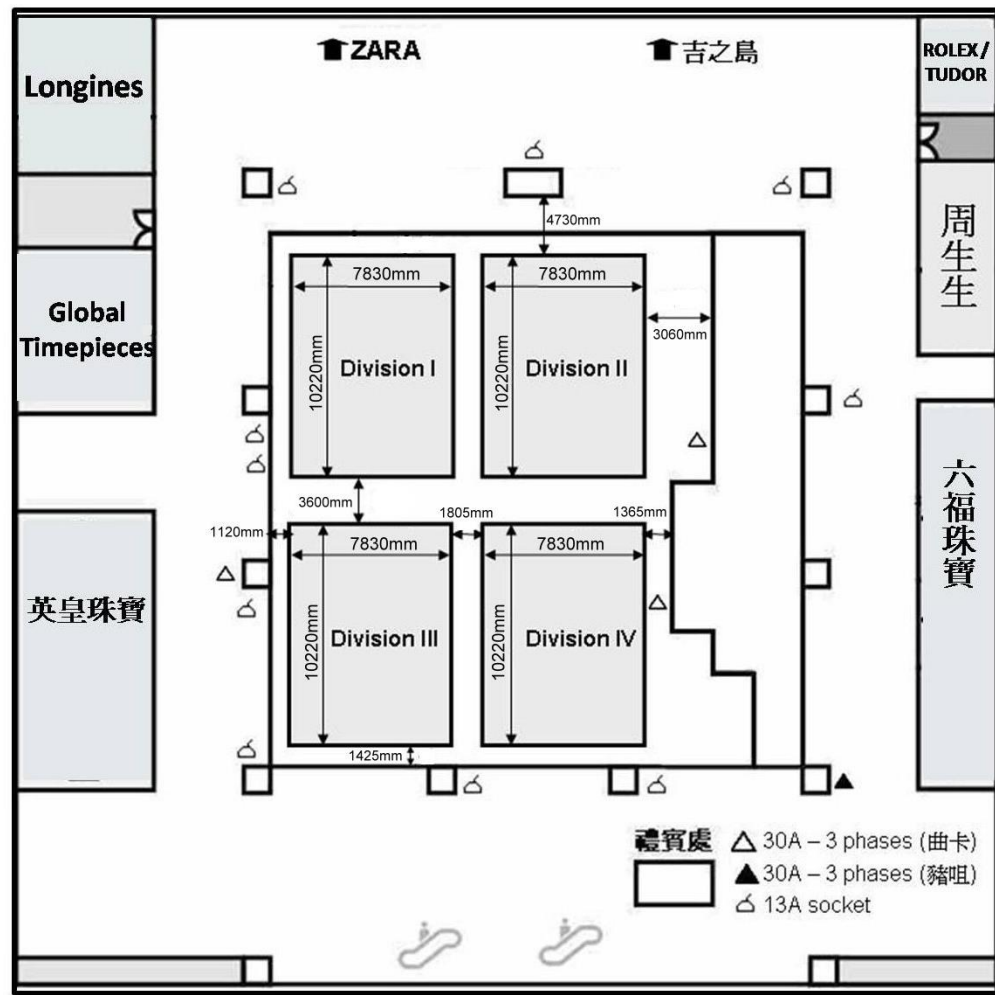 ZARA
吉之島
ROLEX/
TUDOR
Longines
4730mm
周生生
7830mm
7830mm
3060mm
Global
Timepieces
10220mm
Division I
10220mm
Division II
3600mm
1805mm
1365mm
1120mm
7830mm
7830mm
六福珠寶
英皇珠寶
10220mm
Division III
10220mm
Division IV
1425mm
禮賓處
30A – 3 phases (曲卡)
30A – 3 phases (豬咀)
13A socket